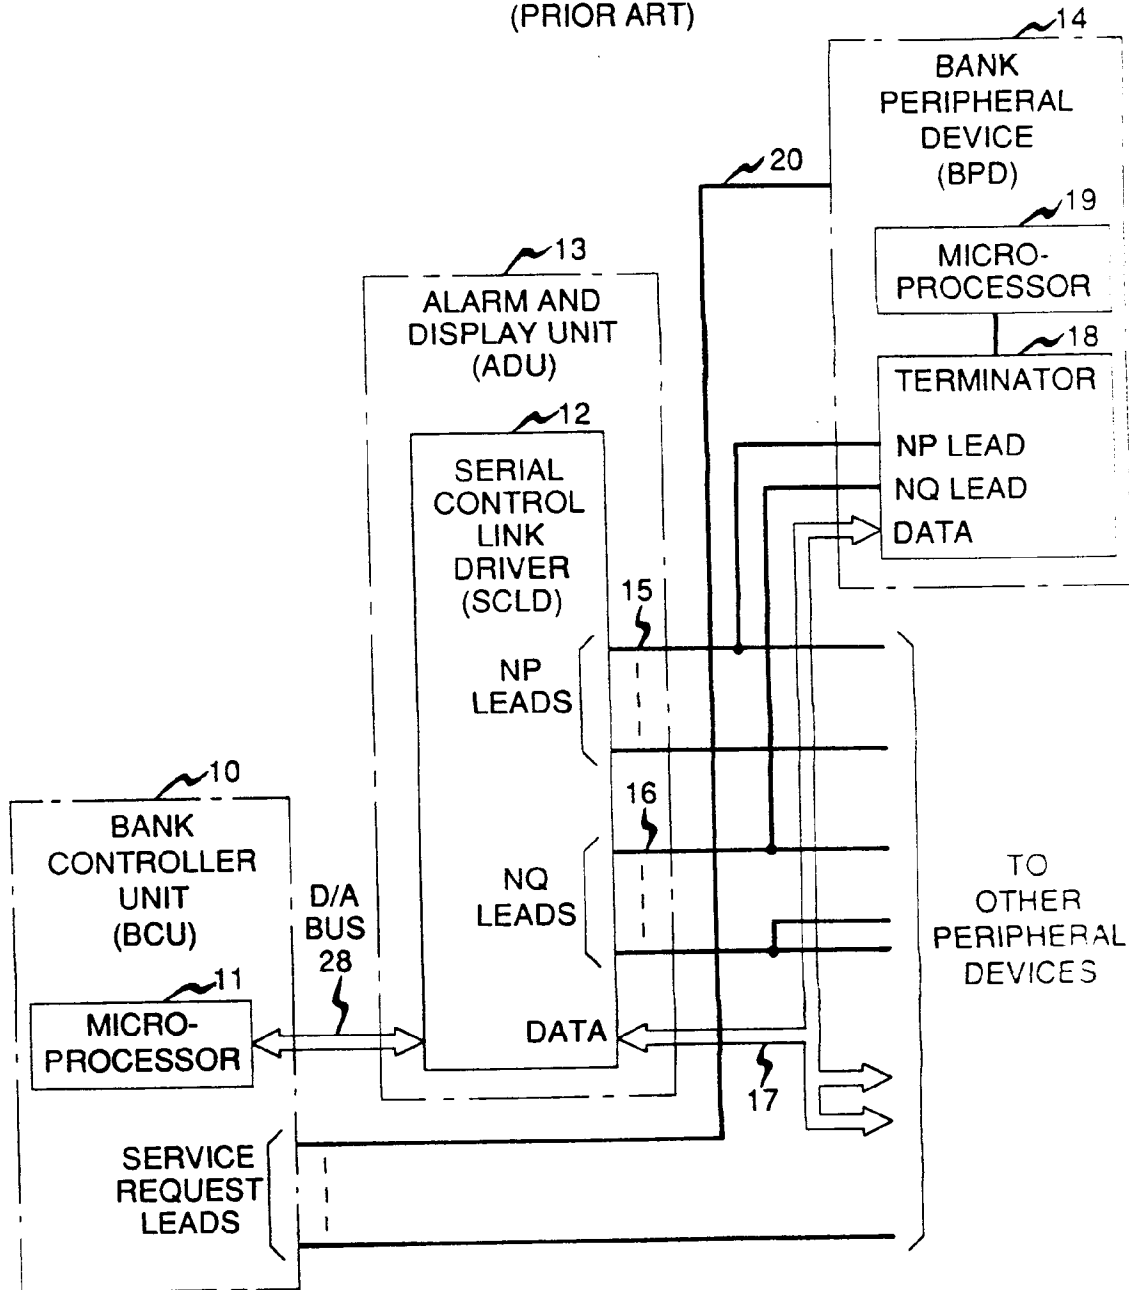 (PRIOR ART)
14
BANK
PERIPHERAL
DEVICE
(BPD)
20
19
MICRO-
PROCESSOR
18
TERMINATOR
NP LEAD
NQ LEAD
DATA
13
ALARM AND
DISPLAY UNIT
(ADU)
12
SERIAL
CONTROL
LINK
DRIVER
(SCLD)
15
NP
LEADS
16
NQ
LEADS
DATA
17
10
BANK
CONTROLLER
UNIT
(BCU)
D/A
BUS
28
11
MICRO-
PROCESSOR
SERVICE
REQUEST
LEADS
TO
OTHER
PERIPHERAL
DEVICES